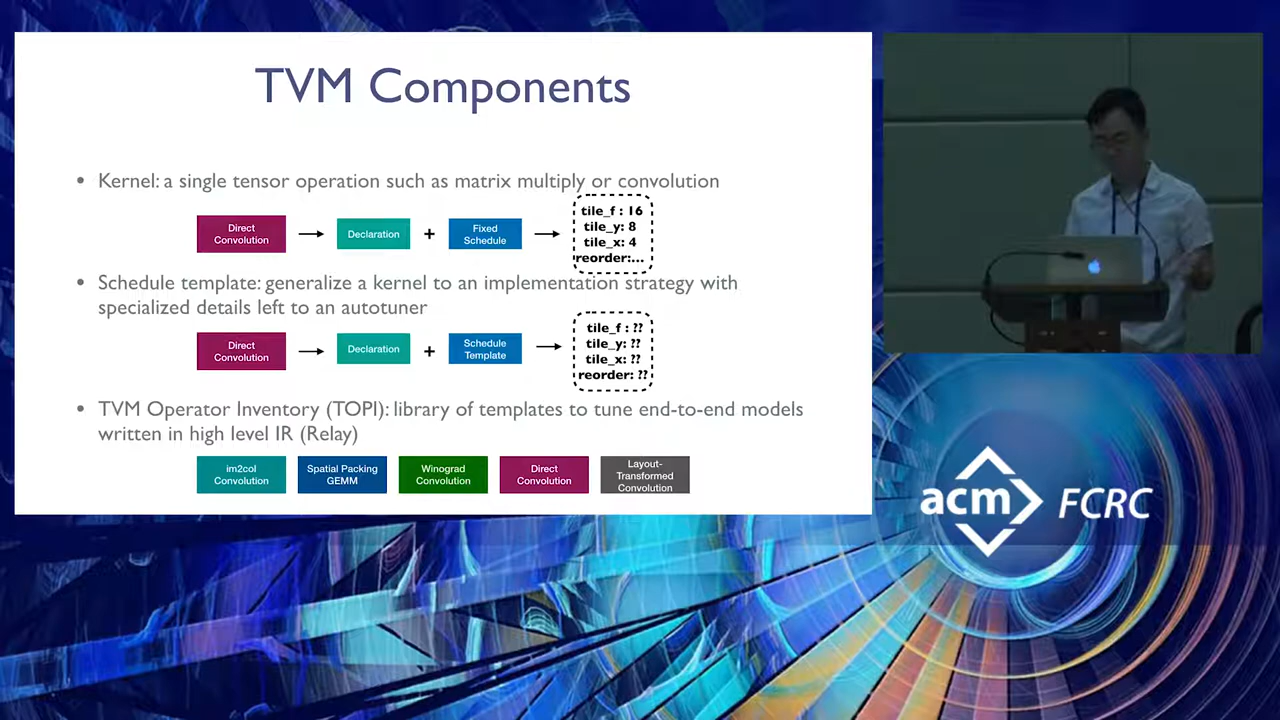 TVM Components
• Kernel: a single tensor operation such as matrix multiply or convolution
Direct
Convolution
Declaration
+
Fixed
Schedule
tile_f : 16
tile_y: 8
tile_x: 4
reorder:...
• Schedule template: generalize a kernel to an implementation strategy with
specialized details left to an autotuner
Direct
Convolution
Declaration
+
Schedule
Template
tile_f : ??
tile_y: ??
tile_x: ??
reorder: ??
• TVM Operator Inventory (TOPI): library of templates to tune end-to-end models
written in high level IR (Relay)
im2col
Convolution
Spatial Packing
GEMM
Winograd
Convolution
Direct
Convolution
Layout-
Transformed
Convolution
acm FCRC